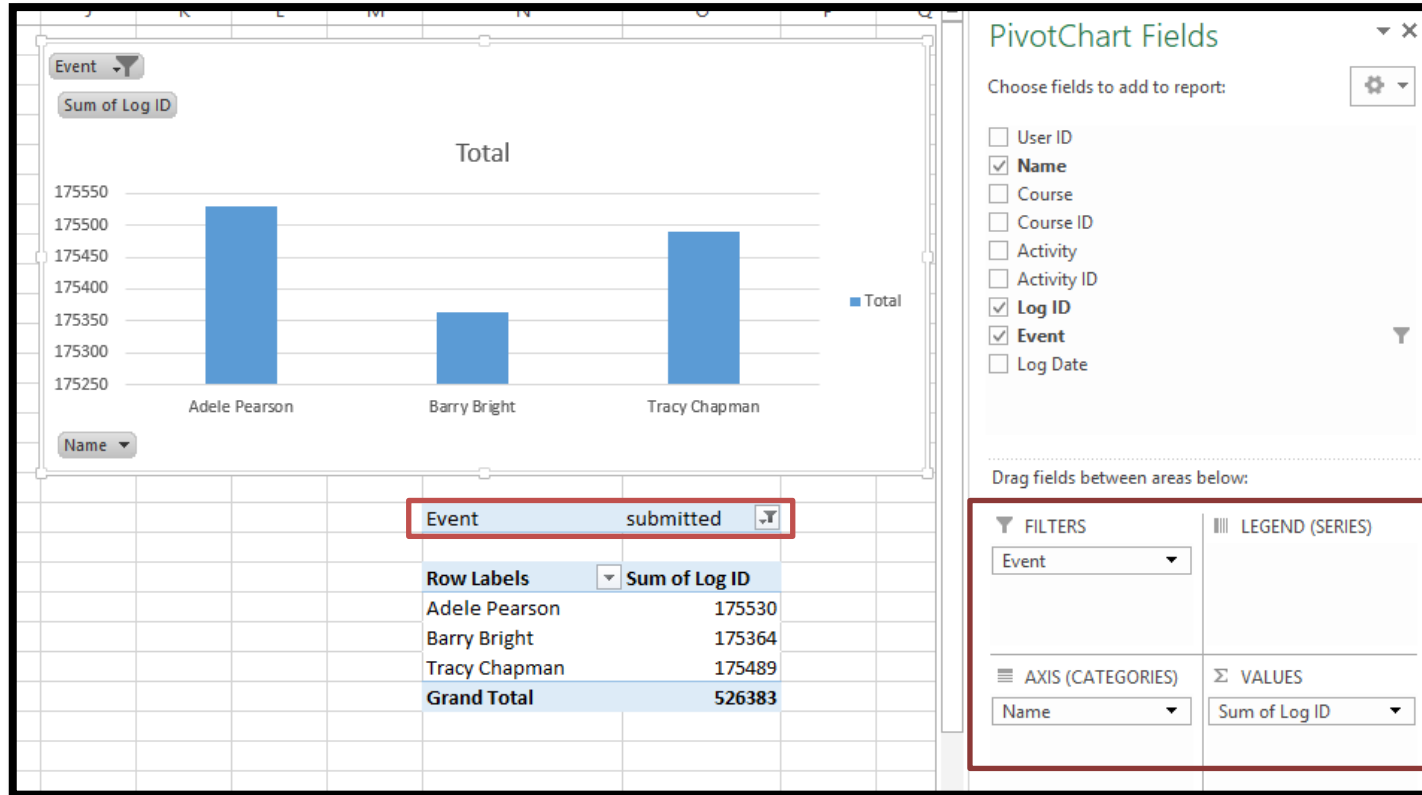 J K L M N O P Q
Event
Sum of Log ID
Total
175550
175500
175450
175400
175350
175300
175250
Total
Adele Pearson Barry Bright Tracy Chapman
Name
Event submitted
Row Labels Sum of Log ID
Adele Pearson 175530
Barry Bright 175364
Tracy Chapman 175489
Grand Total 526383
PivotChart Fields
Choose fields to add to report:
User ID
Name
Course
Course ID
Activity
Activity ID
Log ID
Event
Log Date
Drag fields between areas below:
FILTERS LEGEND (SERIES)
Event
AXIS (CATEGORIES) Σ VALUES
Name Sum of Log ID